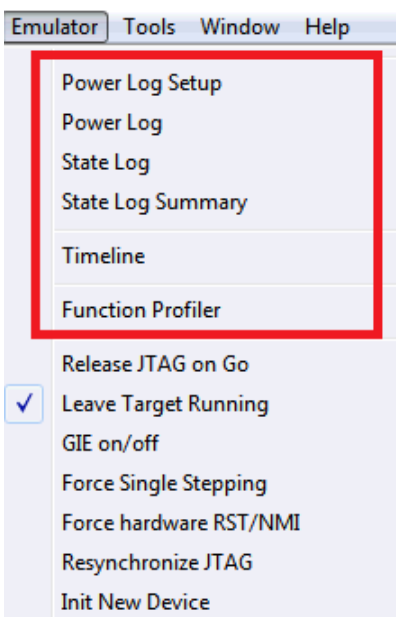 Emulator Tools Window Help
Power Log Setup
Power Log
State Log
State Log Summary
Timeline
Function Profiler
Release JTAG on Go
Leave Target Running
GIE on/off
Force Single Stepping
Force hardware RST/NMI
Resynchronize JTAG
Init New Device